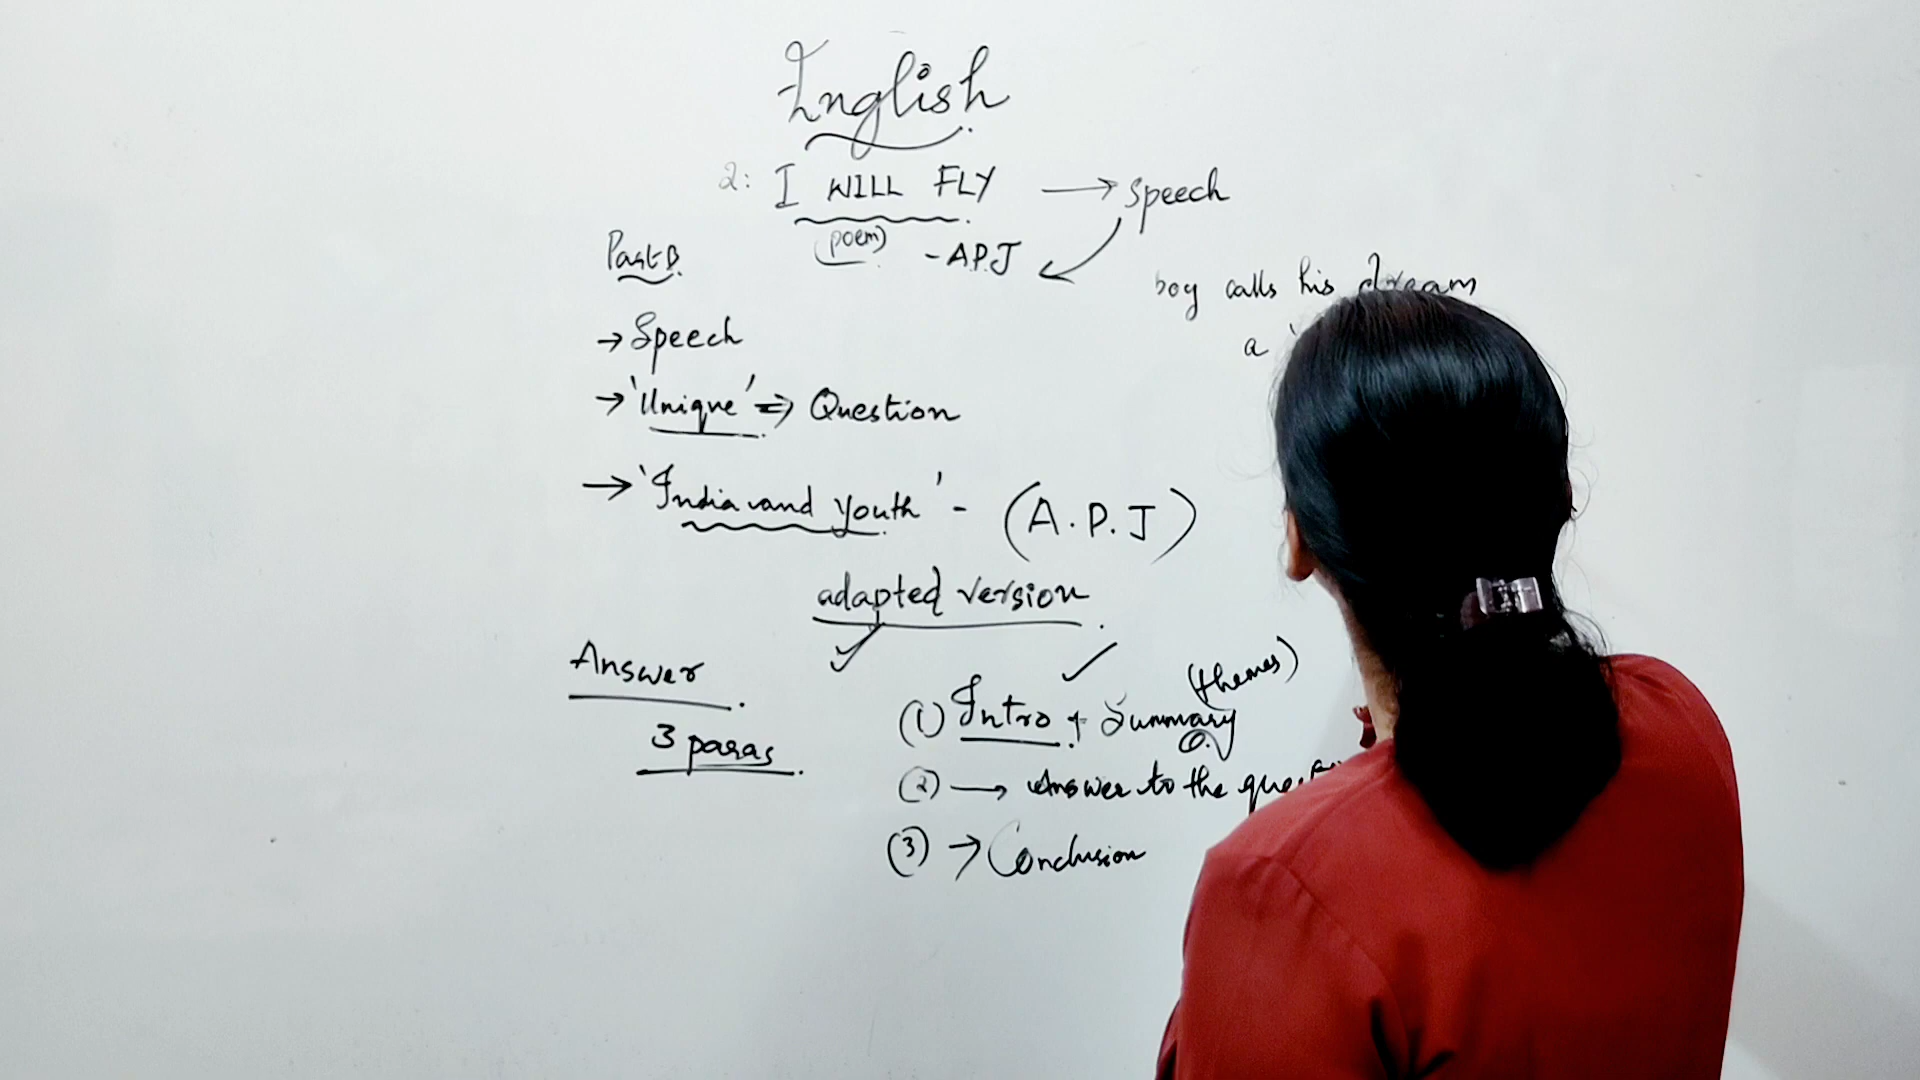 English
2: I WILL FLY → Speech
(poem) - A.P.J
Part B
boy calls his dream
a '
→ Speech
→ 'Unique' => Question
→ 'India and Youth' - (A.P.J)
adapted version
Answer
3 paras
(1) Intro + Summary (themes)
(2) → Answer to the
(3) → Conclusion